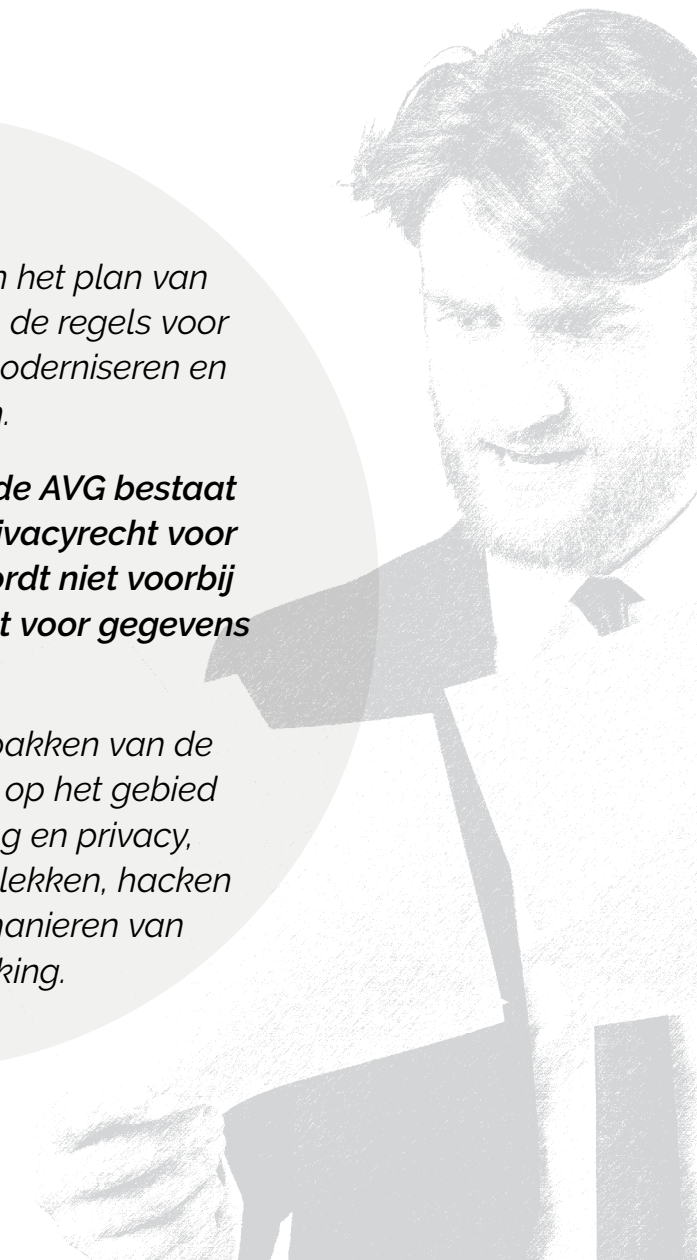 n het plan van
de regels voor
oderniseren en
n.
de AVG bestaat
ivacyrecht voor
ordt niet voorbij
t voor gegevens
pakken van de
op het gebied
g en privacy,
lekken, hacken
manieren van
king.